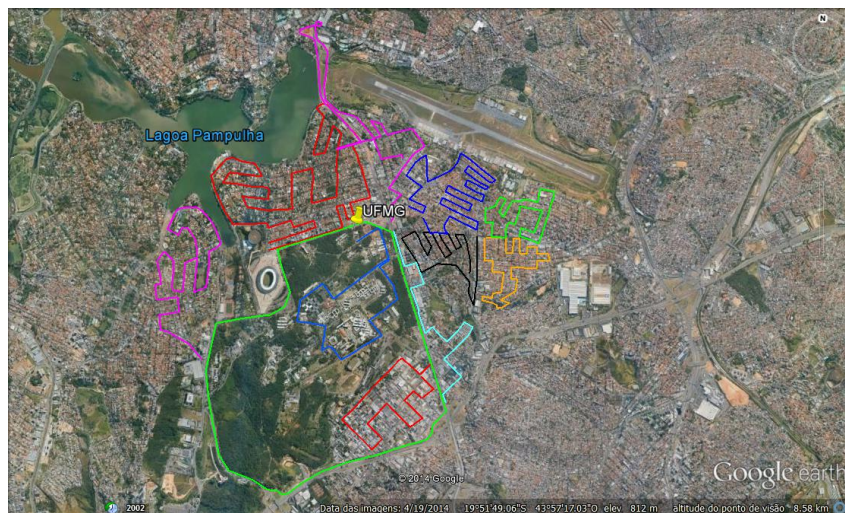 N
Lagoa Pampulha
UFMG
© 2014 Google
Google earth
2002
Data das imagens: 4/19/2014 19°51'49.06"S 43°57'17.03"O elev 812 m altitude do ponto de visão 8.58 km